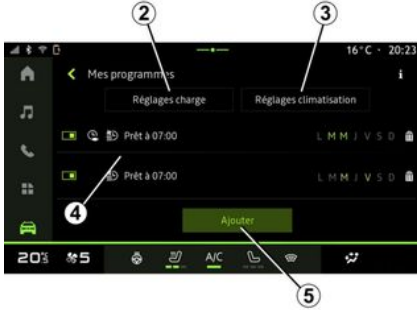 2 3
16°C · 20:23
Mes programmes i
Réglages charge Réglages climatisation
Prêt à 07:00 L M M J V S D
Prêt à 07:00 L M M J V S D
4
Ajouter
20 5 A/C
5